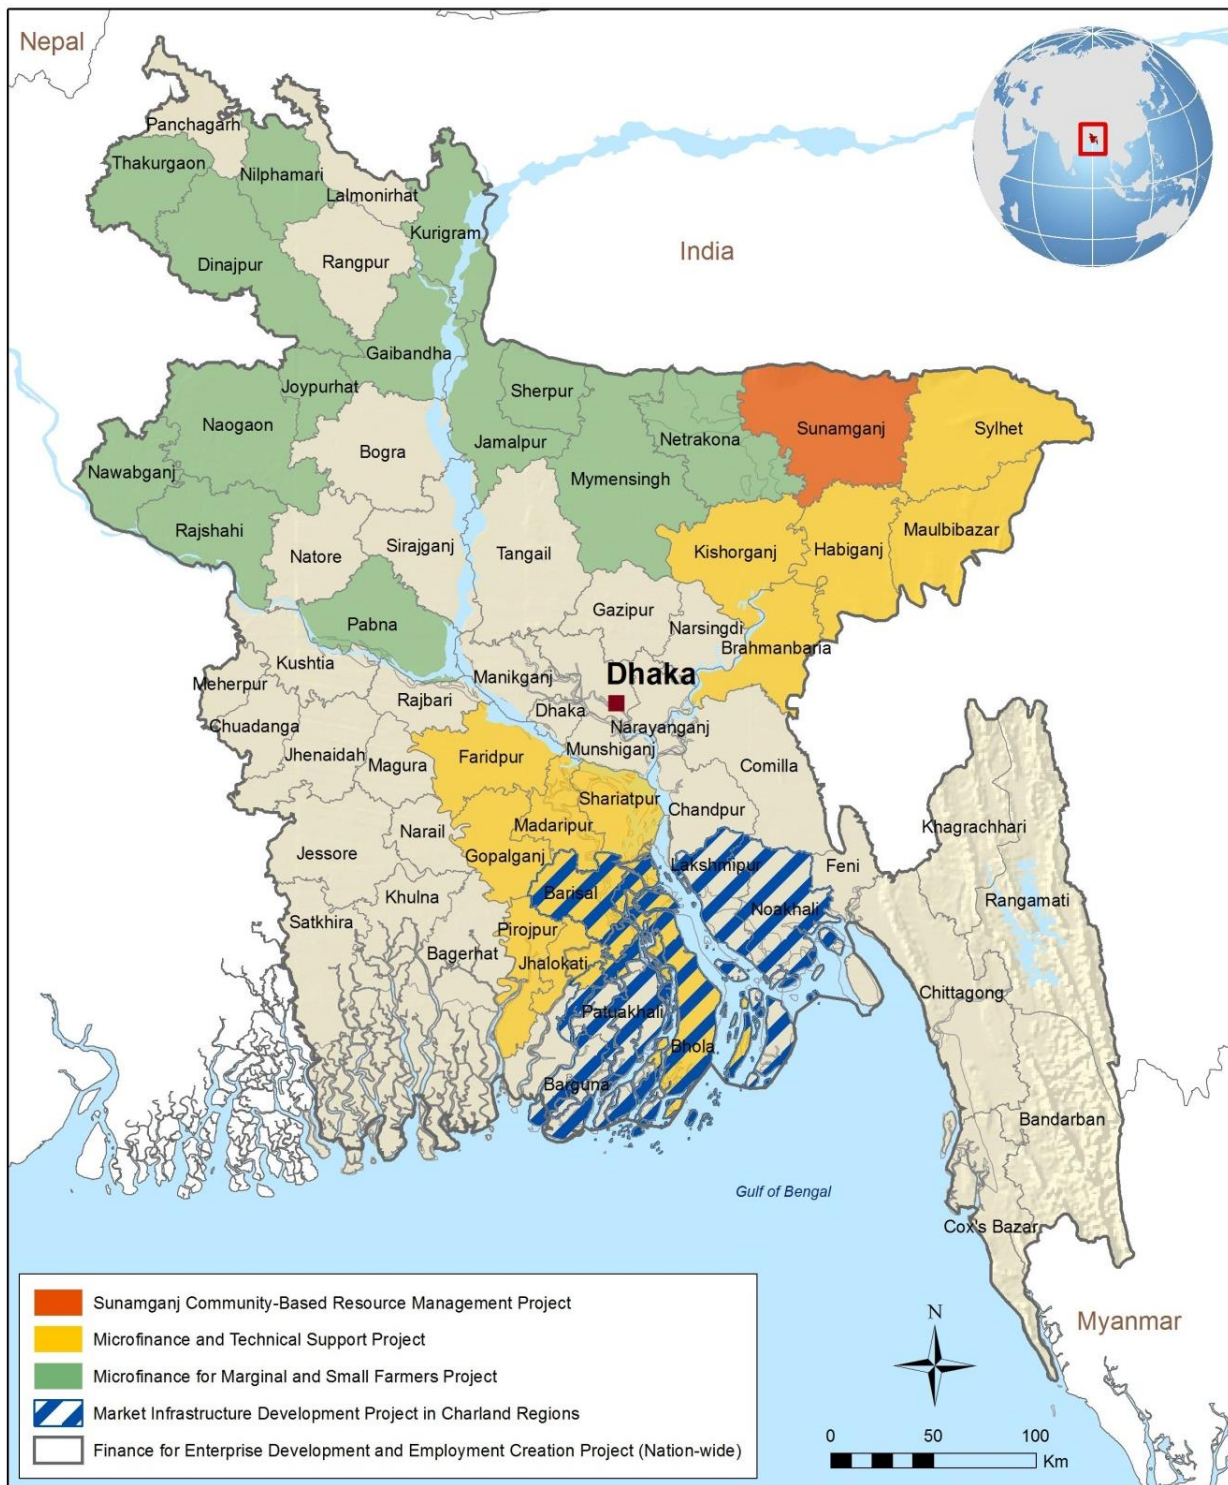 Nepal
Panchagarh
Thakurgaon
Nilphamari
Lalmonirhat
Kurigram
India
Rangpur
Dinajpur
Gaibandha
Joypurhat
Sherpur
Naogaon
Sunamganj
Sylhet
Jamalpur
Netrakona
Bogra
Nawabganj
Mymensingh
Rajshahi
Maulbibazar
Natore
Sirajganj
Tangail
Kishorganj
Habiganj
Gazipur
Pabna
Narsingdi
Brahmanbaria
Kushtia
Meherpur
Manikganj
Dhaka
Rajbari
Dhaka
Chuadanga
Narayanganj
Jhenaidah
Magura
Faridpur
Munshiganj
Comilla
Shariatpur
Chandpur
Madaripur
Narail
Khagrachhari
Jessore
Gopalganj
Lakshmipur
Feni
Barisal
Khulna
Rangamati
Satkhira
Noakhali
Pirojpur
Bagerhat
Jhalokati
Chittagong
Patuakhali
Bhola
Barguna
Bandarban
Gulf of Bengal
Cox's Bazar
Myanmar
Sunamganj Community-Based Resource Management Project
Microfinance and Technical Support Project
Microfinance for Marginal and Small Farmers Project
Market Infrastructure Development Project in Charland Regions
Finance for Enterprise Development and Employment Creation Project (Nation-wide)
N
0 50 100
Km